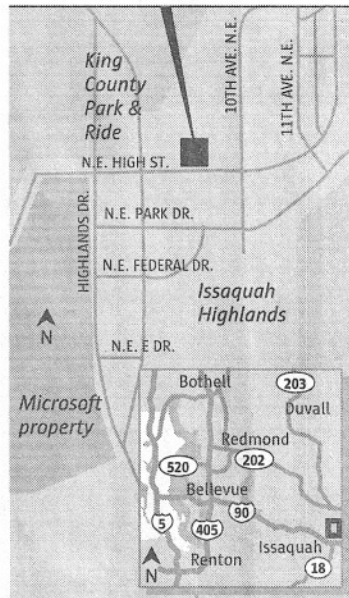 King
County
Park &
Ride
10TH AVE. N.E.
11TH AVE. N.E.
N.E. HIGH ST.
HIGHLANDS DR.
N.E. PARK DR.
N.E. FEDERAL DR.
Issaquah
Highlands
N
N.E. E DR.
Microsoft
property
Bothell
203
Duvall
Redmond
520
202
Bellevue
90
5
405
Issaquah
N
Renton
18